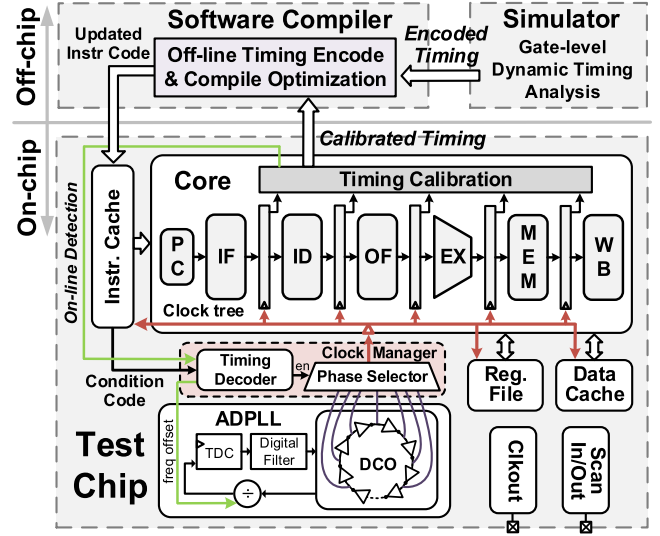 Software Compiler
Simulator
Off-chip
Updated
Instr Code
Off-line Timing Encode
& Compile Optimization
Encoded
Timing
Gate-level
Dynamic Timing
Analysis
On-chip
Calibrated Timing
Core
Timing Calibration
On-line Detection
Instr. Cache
P
C
IF
ID
OF
EX
M
E
M
W
B
Clock tree
Clock Manager
Condition
Code
Timing
Decoder
en
Phase Selector
Reg.
File
Data
Cache
Test
Chip
freq offset
ADPLL
TDC
Digital
Filter
DCO
÷
Clkout
Scan
In/Out